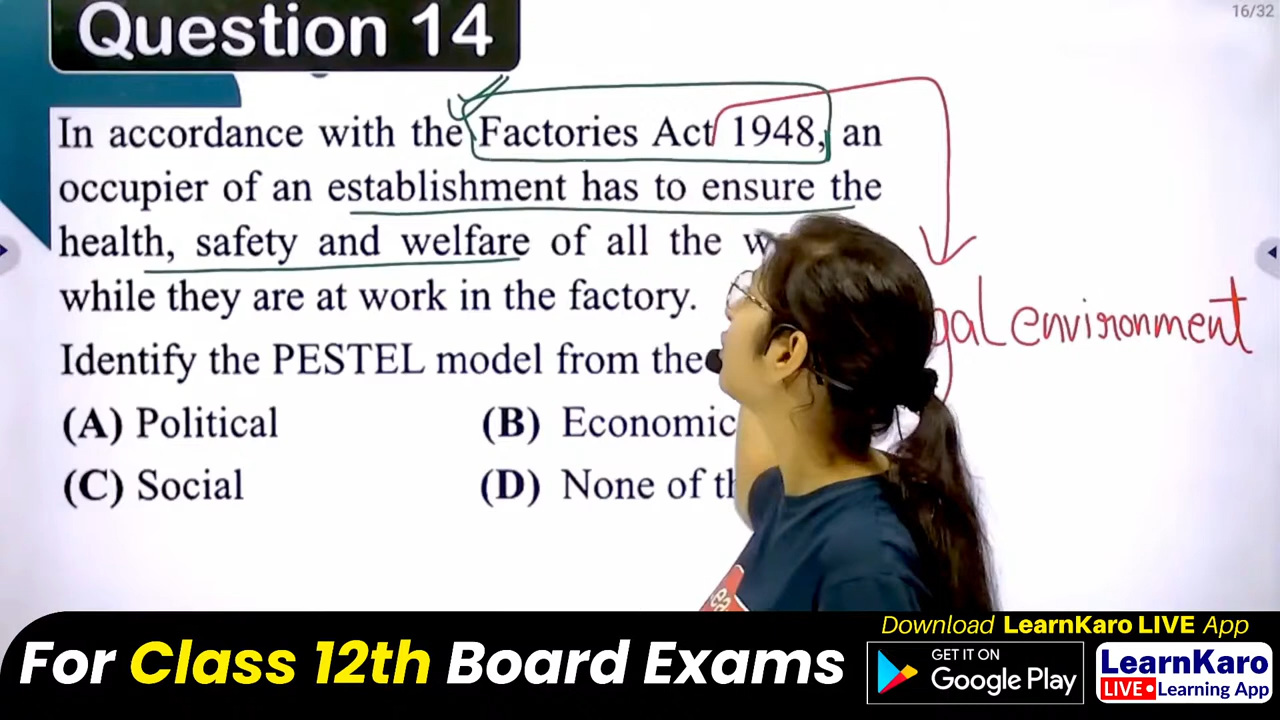 16/32
Question 14
In accordance with the Factories Act 1948, an
occupier of an establishment has to ensure the
health, safety and welfare of all the
while they are at work in the factory.
gal environment
Identify the PESTEL model from the
(A) Political (B) Economic
(C) Social (D) None of
For Class 12th Board Exams
Download LearnKaro LIVE App
GET IT ON
Google Play
LearnKaro
LIVE Learning App